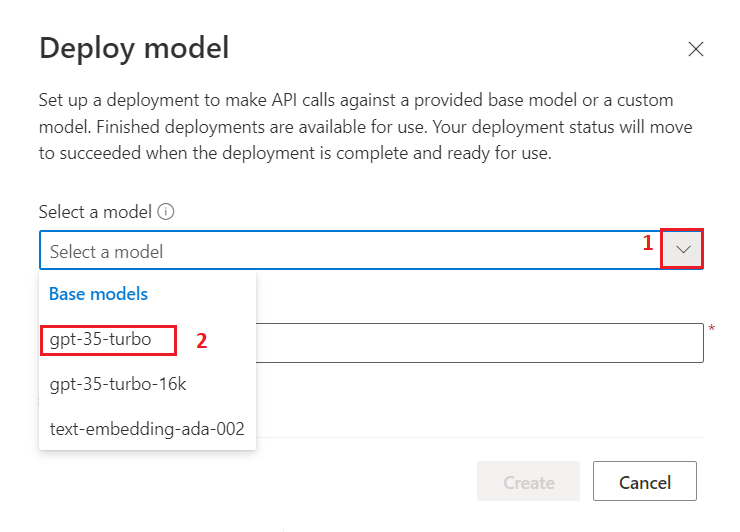 Deploy model
Set up a deployment to make API calls against a provided base model or a custom
model. Finished deployments are available for use. Your deployment status will move
to succeeded when the deployment is complete and ready for use.
Select a model
Select a model 1
Base models
gpt-35-turbo 2 *
gpt-35-turbo-16k
text-embedding-ada-002
Create Cancel